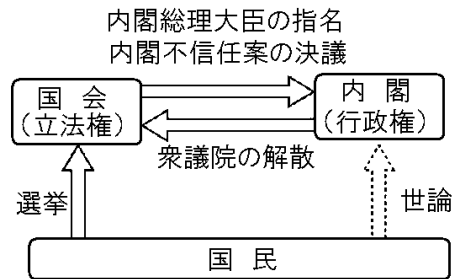 内閣総理大臣の指名
内閣不信任案の決議
国会
(立法権)
内閣
(行政権)
衆議院の解散
選挙
世論
国民